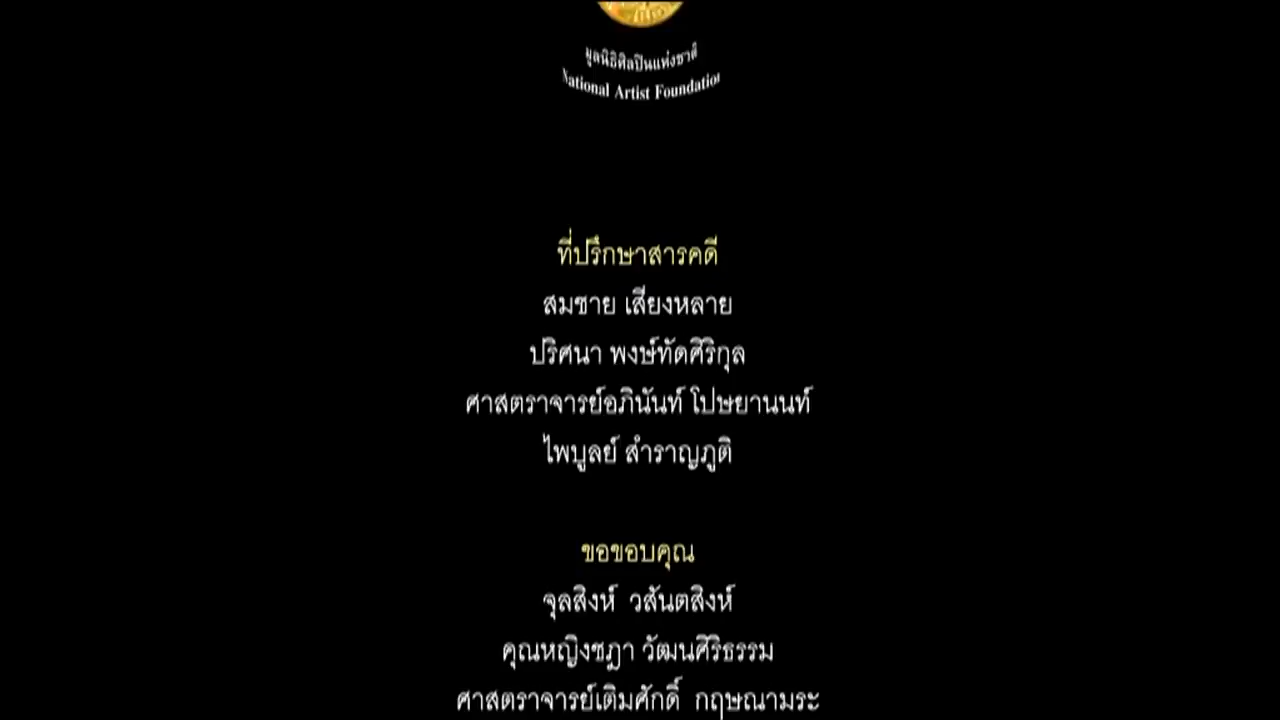 มูลนิธิศิลปินแห่งชาติ
National Artist Foundation
ที่ปรึกษาสารคดี
สมชาย เสียงหลาย
ปริศนา พงษ์ทัดศิริกุล
ศาสตราจารย์อภินันท์ โปษยานนท์
ไพบูลย์ สำราญภูติ
ขอขอบคุณ
จุลสิงห์ วสันตสิงห์
คุณหญิงชฎา วัฒนศิริธรรม
ศาสตราจารย์เติมศักดิ์ กฤษณามระ